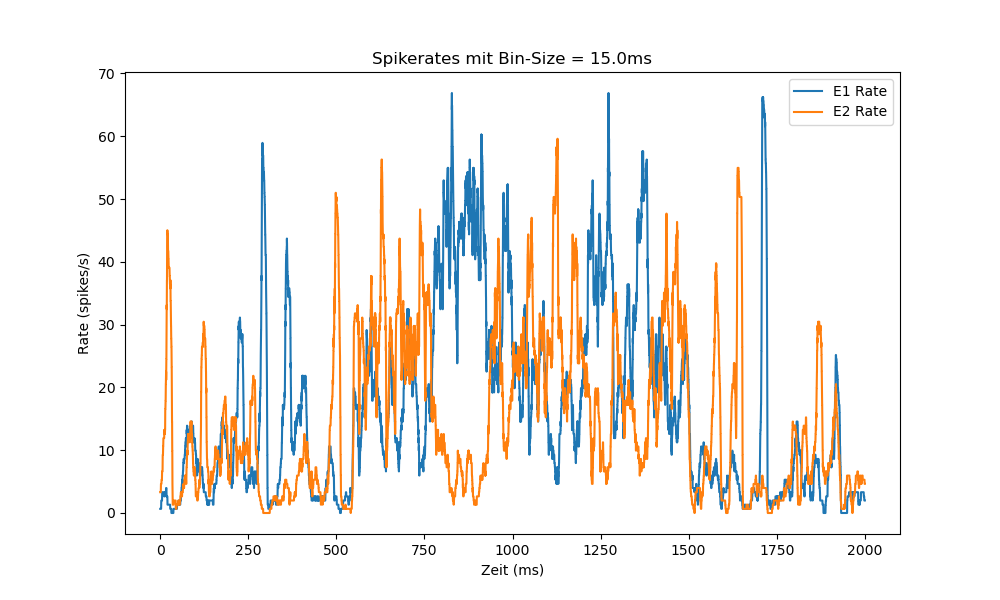 Spikerates mit Bin-Size = 15.0ms
E1 Rate
E2 Rate
Rate (spikes/s)
70
60
50
40
30
20
10
0
0 250 500 750 1000 1250 1500 1750 2000
Zeit (ms)